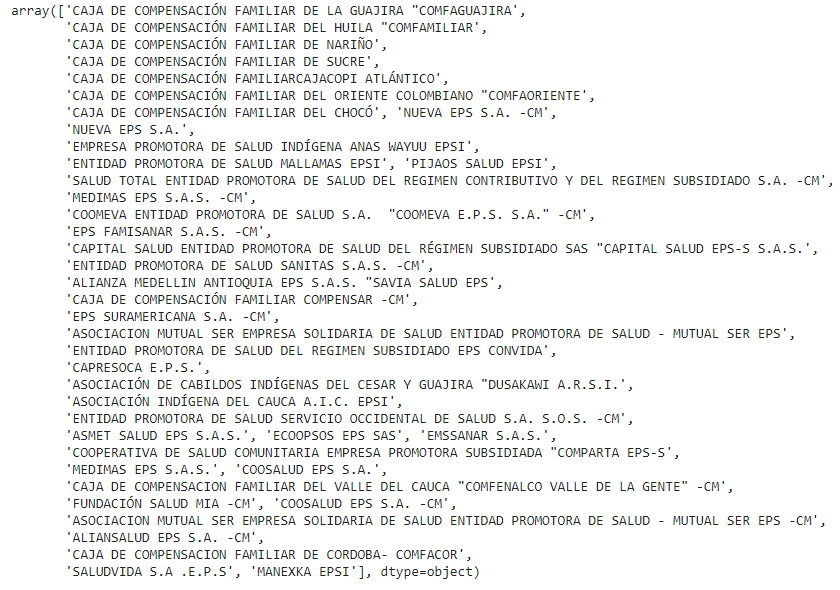 array(['CAJA DE COMPENSACIÓN FAMILIAR DE LA GUAJIRA "COMFAGUAJIRA',
'CAJA DE COMPENSACIÓN FAMILIAR DEL HUILA "COMFAMILIAR',
'CAJA DE COMPENSACIÓN FAMILIAR DE NARIÑO',
'CAJA DE COMPENSACIÓN FAMILIAR DE SUCRE',
'CAJA DE COMPENSACIÓN FAMILIARCAJACOPI ATLÁNTICO',
'CAJA DE COMPENSACIÓN FAMILIAR DEL ORIENTE COLOMBIANO "COMFAORIENTE',
'CAJA DE COMPENSACIÓN FAMILIAR DEL CHOCÓ', 'NUEVA EPS S.A. -CM',
'NUEVA EPS S.A.',
'EMPRESA PROMOTORA DE SALUD INDÍGENA ANAS WAYUU EPSI',
'ENTIDAD PROMOTORA DE SALUD MALLAMAS EPSI', 'PIJAOS SALUD EPSI',
'SALUD TOTAL ENTIDAD PROMOTORA DE SALUD DEL REGIMEN CONTRIBUTIVO Y DEL REGIMEN SUBSIDIADO S.A. -CM',
'MEDIMAS EPS S.A.S. -CM',
'COOMEVA ENTIDAD PROMOTORA DE SALUD S.A.  "COOMEVA E.P.S. S.A." -CM',
'EPS FAMISANAR S.A.S. -CM',
'CAPITAL SALUD ENTIDAD PROMOTORA DE SALUD DEL RÉGIMEN SUBSIDIADO SAS "CAPITAL SALUD EPS-S S.A.S.',
'ENTIDAD PROMOTORA DE SALUD SANITAS S.A.S. -CM',
'ALIANZA MEDELLIN ANTIOQUIA EPS S.A.S. "SAVIA SALUD EPS',
'CAJA DE COMPENSACIÓN FAMILIAR COMPENSAR -CM',
'EPS SURAMERICANA S.A. -CM',
'ASOCIACION MUTUAL SER EMPRESA SOLIDARIA DE SALUD ENTIDAD PROMOTORA DE SALUD - MUTUAL SER EPS',
'ENTIDAD PROMOTORA DE SALUD DEL REGIMEN SUBSIDIADO EPS CONVIDA',
'CAPRESOCA E.P.S.',
'ASOCIACIÓN DE CABILDOS INDÍGENAS DEL CESAR Y GUAJIRA "DUSAKAWI A.R.S.I.',
'ASOCIACIÓN INDÍGENA DEL CAUCA A.I.C. EPSI',
'ENTIDAD PROMOTORA DE SALUD SERVICIO OCCIDENTAL DE SALUD S.A. S.O.S. -CM',
'ASMET SALUD EPS S.A.S.', 'ECOOPSOS EPS SAS', 'EMSSANAR S.A.S.',
'COOPERATIVA DE SALUD COMUNITARIA EMPRESA PROMOTORA SUBSIDIADA "COMPARTA EPS-S',
'MEDIMAS EPS S.A.S.', 'COOSALUD EPS S.A.',
'CAJA DE COMPENSACION FAMILIAR DEL VALLE DEL CAUCA "COMFENALCO VALLE DE LA GENTE" -CM',
'FUNDACIÓN SALUD MIA -CM', 'COOSALUD EPS S.A. -CM',
'ASOCIACION MUTUAL SER EMPRESA SOLIDARIA DE SALUD ENTIDAD PROMOTORA DE SALUD - MUTUAL SER EPS -CM',
'ALIANSALUD EPS S.A. -CM',
'CAJA DE COMPENSACION FAMILIAR DE CORDOBA- COMFACOR',
'SALUDVIDA S.A .E.P.S', 'MANEXKA EPSI'], dtype=object)